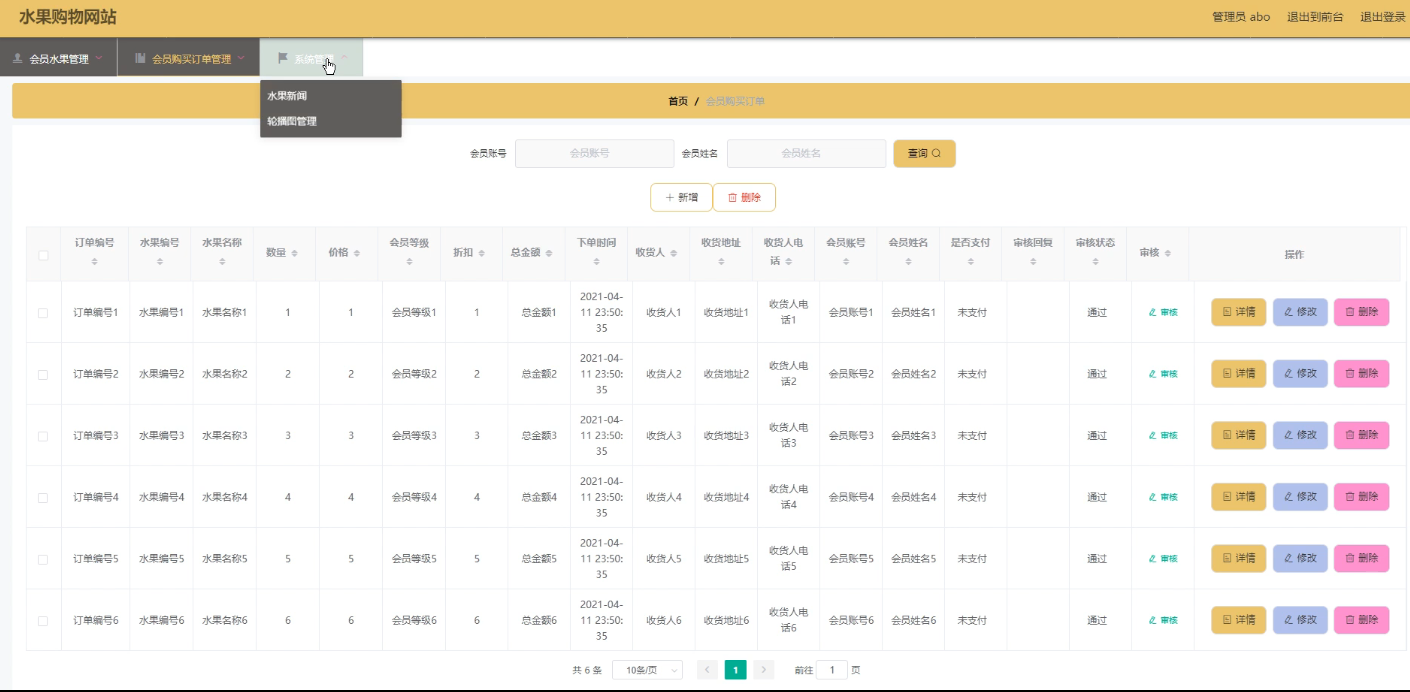 水果购物网站
管理员 abo 退出到前台 退出登录
会员水果管理 会员购买订单管理 系统管理
水果新闻
轮播图管理
首页 / 会员购买订单
会员账号 会员账号 会员姓名 会员姓名 查询
新增 删除
订单编号 水果编号 水果名称 数量 价格 会员等级 折扣 总金额 下单时间 收货人 收货地址 收货人电话 会员账号 会员姓名 是否支付 审核回复 审核状态 审核 操作
订单编号1 水果编号1 水果名称1 1 1 会员等级1 1 总金额1 2021-04-11 23:50:35 收货人1 收货地址1 收货人电话1 会员账号1 会员姓名1 未支付 通过 审核 详情 修改 删除
订单编号2 水果编号2 水果名称2 2 2 会员等级2 2 总金额2 2021-04-11 23:50:35 收货人2 收货地址2 收货人电话2 会员账号2 会员姓名2 未支付 通过 审核 详情 修改 删除
订单编号3 水果编号3 水果名称3 3 3 会员等级3 3 总金额3 2021-04-11 23:50:35 收货人3 收货地址3 收货人电话3 会员账号3 会员姓名3 未支付 通过 审核 详情 修改 删除
订单编号4 水果编号4 水果名称4 4 4 会员等级4 4 总金额4 2021-04-11 23:50:35 收货人4 收货地址4 收货人电话4 会员账号4 会员姓名4 未支付 通过 审核 详情 修改 删除
订单编号5 水果编号5 水果名称5 5 5 会员等级5 5 总金额5 2021-04-11 23:50:35 收货人5 收货地址5 收货人电话5 会员账号5 会员姓名5 未支付 通过 审核 详情 修改 删除
订单编号6 水果编号6 水果名称6 6 6 会员等级6 6 总金额6 2021-04-11 23:50:35 收货人6 收货地址6 收货人电话6 会员账号6 会员姓名6 未支付 通过 审核 详情 修改 删除
共 6 条 10条/页 1 前往 1 页